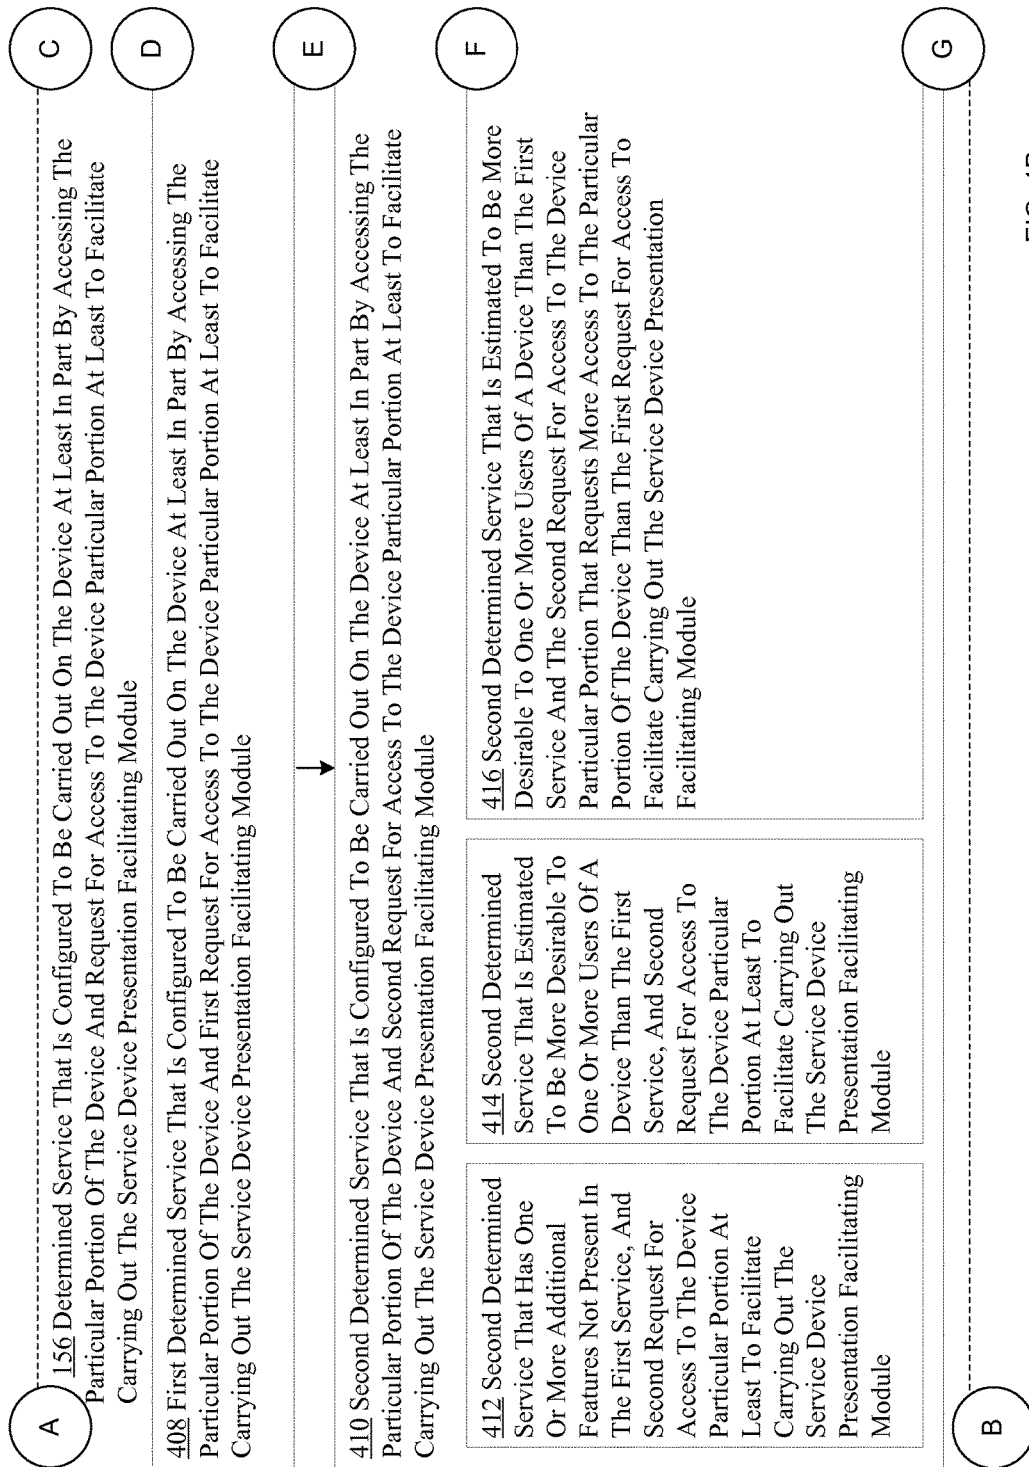 A
C
156 Determined Service That Is Configured To Be Carried Out On The Device At Least In Part By Accessing The
Particular Portion Of The Device And Request For Access To The Device Particular Portion At Least To Facilitate
Carrying Out The Service Device Presentation Facilitating Module
D
408 First Determined Service That Is Configured To Be Carried Out On The Device At Least In Part By Accessing The
Particular Portion Of The Device And First Request For Access To The Device Particular Portion At Least To Facilitate
Carrying Out The Service Device Presentation Facilitating Module
E
410 Second Determined Service That Is Configured To Be Carried Out On The Device At Least In Part By Accessing The
Particular Portion Of The Device And Second Request For Access To The Device Particular Portion At Least To Facilitate
Carrying Out The Service Device Presentation Facilitating Module
F
412 Second Determined
Service That Has One
Or More Additional
Features Not Present In
The First Service, And
Second Request For
Access To The Device
Particular Portion At
Least To Facilitate
Carrying Out The
Service Device
Presentation Facilitating
Module
414 Second Determined
Service That Is Estimated
To Be More Desirable To
One Or More Users Of A
Device Than The First
Service, And Second
Request For Access To
The Device Particular
Portion At Least To
Facilitate Carrying Out
The Service Device
Presentation Facilitating
Module
416 Second Determined Service That Is Estimated To Be More
Desirable To One Or More Users Of A Device Than The First
Service And The Second Request For Access To The Device
Particular Portion That Requests More Access To The Particular
Portion Of The Device Than The First Request For Access To
Facilitate Carrying Out The Service Device Presentation
Facilitating Module
G
B